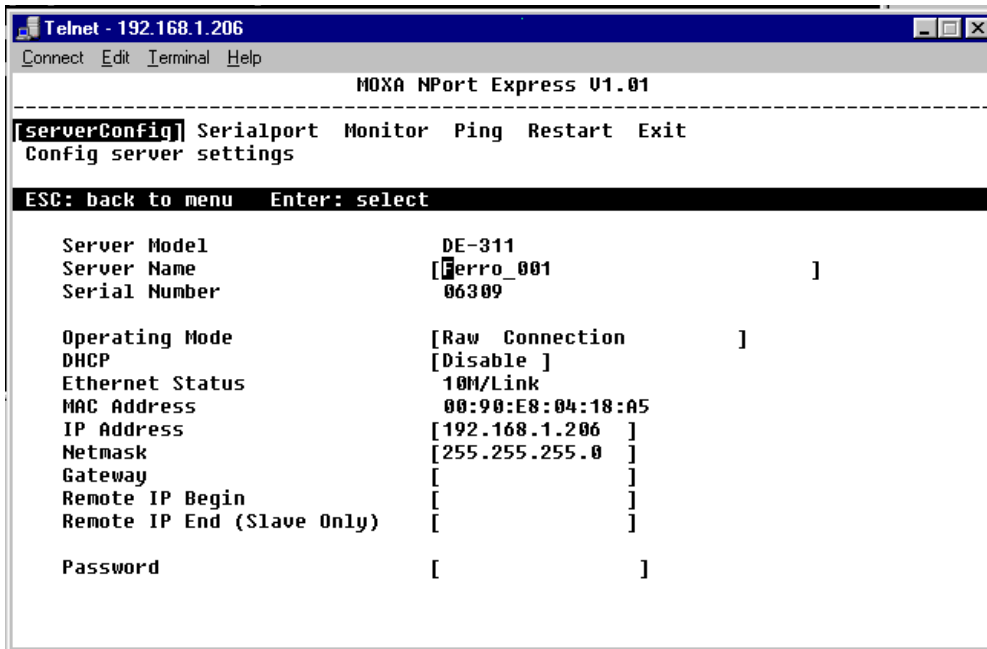 Telnet - 192.168.1.206
Connect Edit Terminal Help
MOXA NPort Express V1.01
--------------------------------------------------------------------------------
[serverConfig] Serialport Monitor Ping Restart Exit
Config server settings
ESC: back to menu Enter: select
Server Model DE-311
Server Name [Ferro_001 ]
Serial Number 06309
Operating Mode [Raw Connection ]
DHCP [Disable ]
Ethernet Status 10M/Link
MAC Address 00:90:E8:04:18:A5
IP Address [192.168.1.206 ]
Netmask [255.255.255.0 ]
Gateway [ ]
Remote IP Begin [ ]
Remote IP End (Slave Only) [ ]
Password [ ]